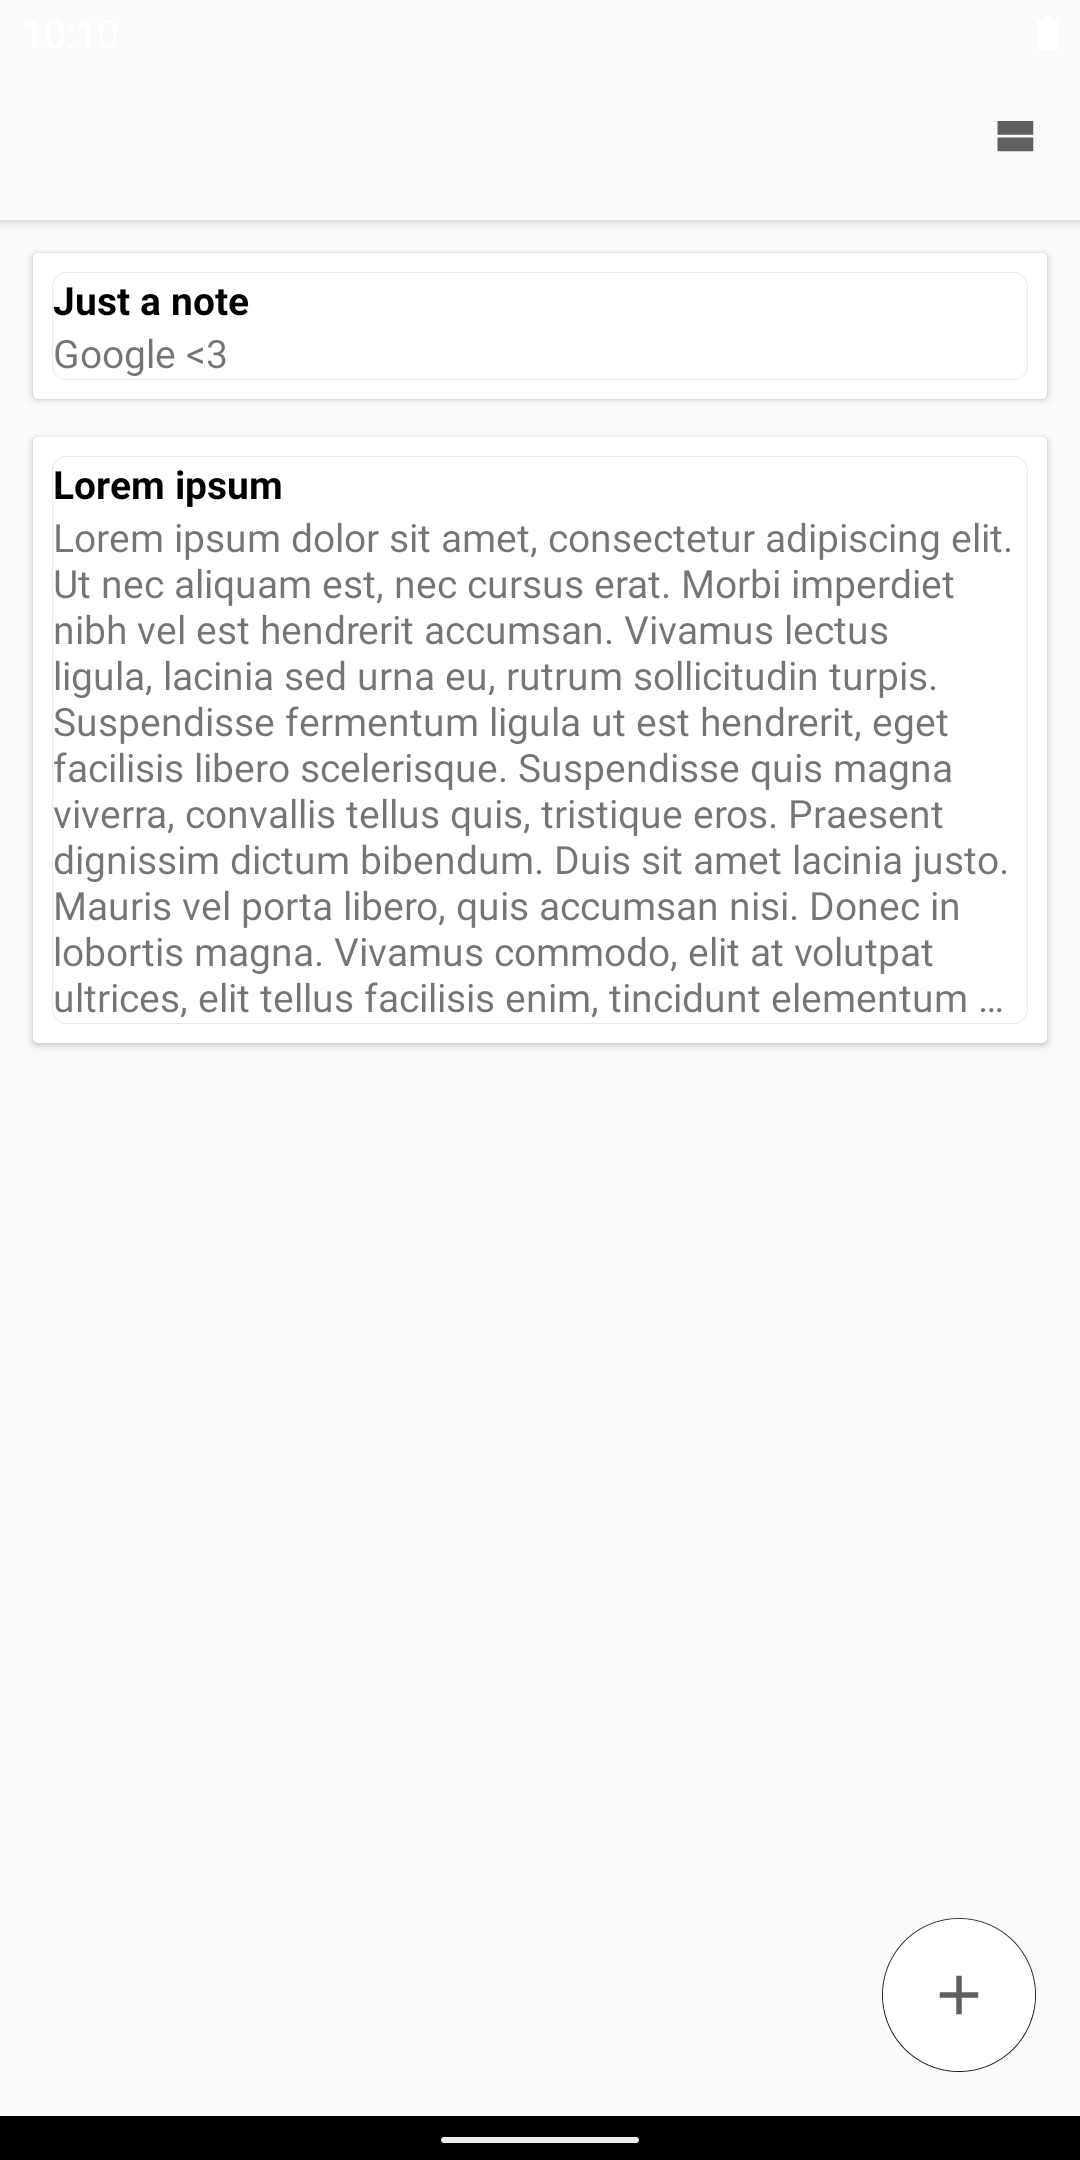 10:10
Just a note
Google <3
Lorem ipsum
Lorem ipsum dolor sit amet, consectetur adipiscing elit.
Ut nec aliquam est, nec cursus erat. Morbi imperdiet
nibh vel est hendrerit accumsan. Vivamus lectus
ligula, lacinia sed urna eu, rutrum sollicitudin turpis.
Suspendisse fermentum ligula ut est hendrerit, eget
facilisis libero scelerisque. Suspendisse quis magna
viverra, convallis tellus quis, tristique eros. Praesent
dignissim dictum bibendum. Duis sit amet lacinia justo.
Mauris vel porta libero, quis accumsan nisi. Donec in
lobortis magna. Vivamus commodo, elit at volutpat
ultrices, elit tellus facilisis enim, tincidunt elementum ...